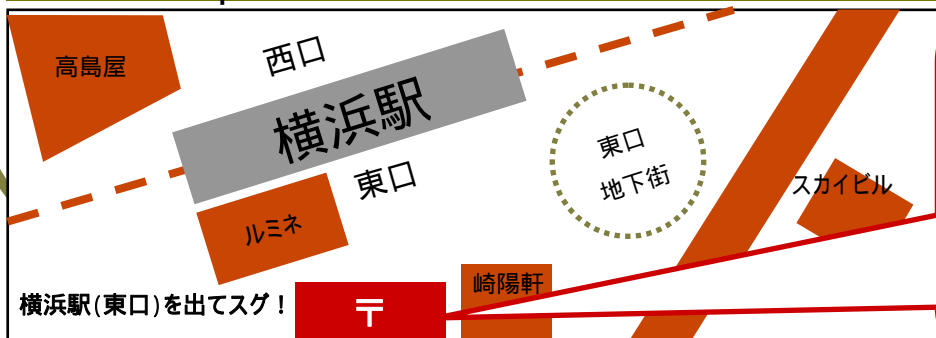 高島屋
西口
横浜駅
東口
ルミネ
東口
地下街
スカイビル
崎陽軒
横浜駅(東口)を出てスグ！
〒